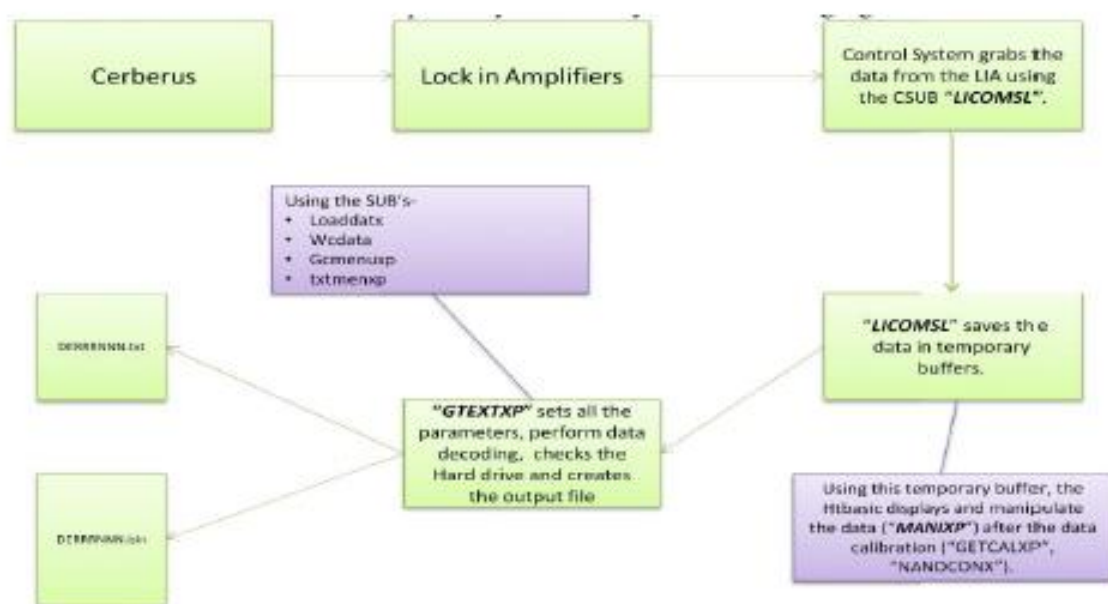 Cerberus
Lock in Amplifiers
Control System grabs the
data from the LIA using
the CSUB "LICOMSL".
Using the SUB's-
• Loaddatx
• Wcdata
• Gcmenuxp
• txtmenxp
"LICOMSL" saves the
data in temporary
buffers.
"GTEXTXP" sets all the
parameters, perform data
decoding, checks the
Hard drive and creates
the output file
Using this temporary buffer, the
Htbasic displays and manipulate
the data ("MANIXP") after the data
calibration ("GETCALXP",
"NANDCONX").